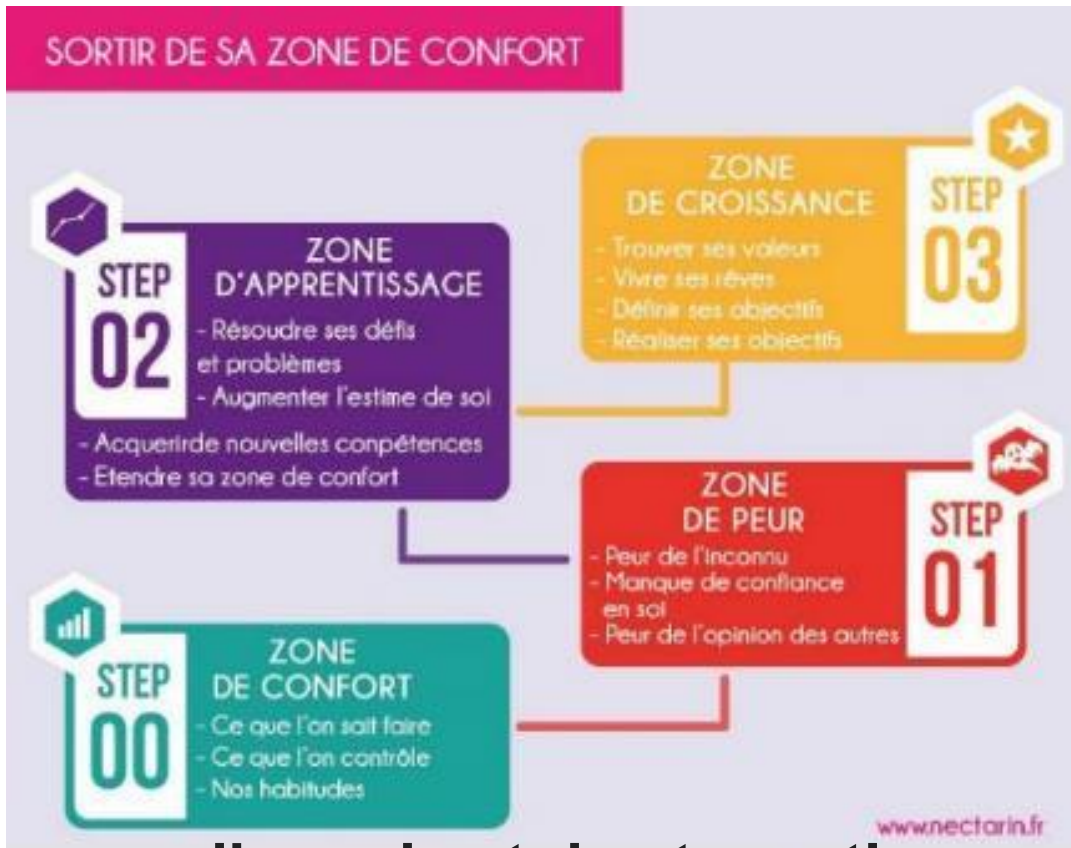 SORTIR DE SA ZONE DE CONFORT
ZONE
DE CROISSANCE
- Trouver ses valeurs
- Vivre ses rêves
- Définir ses objectifs
- Réaliser ses objectifs
STEP
03
STEP
02
ZONE
D'APPRENTISSAGE
- Résoudre ses défis
et problèmes
- Augmenter l'estime de soi
- Acquerirde nouvelles conpétences
- Etendre sa zone de confort
ZONE
DE PEUR
- Peur de l'inconnu
- Manque de confiance
en soi
- Peur de l'opinion des autres
STEP
01
STEP
00
ZONE
DE CONFORT
- Ce que l'on sait faire
- Ce que l'on contrôle
- Nos habitudes
www.nectarin.fr